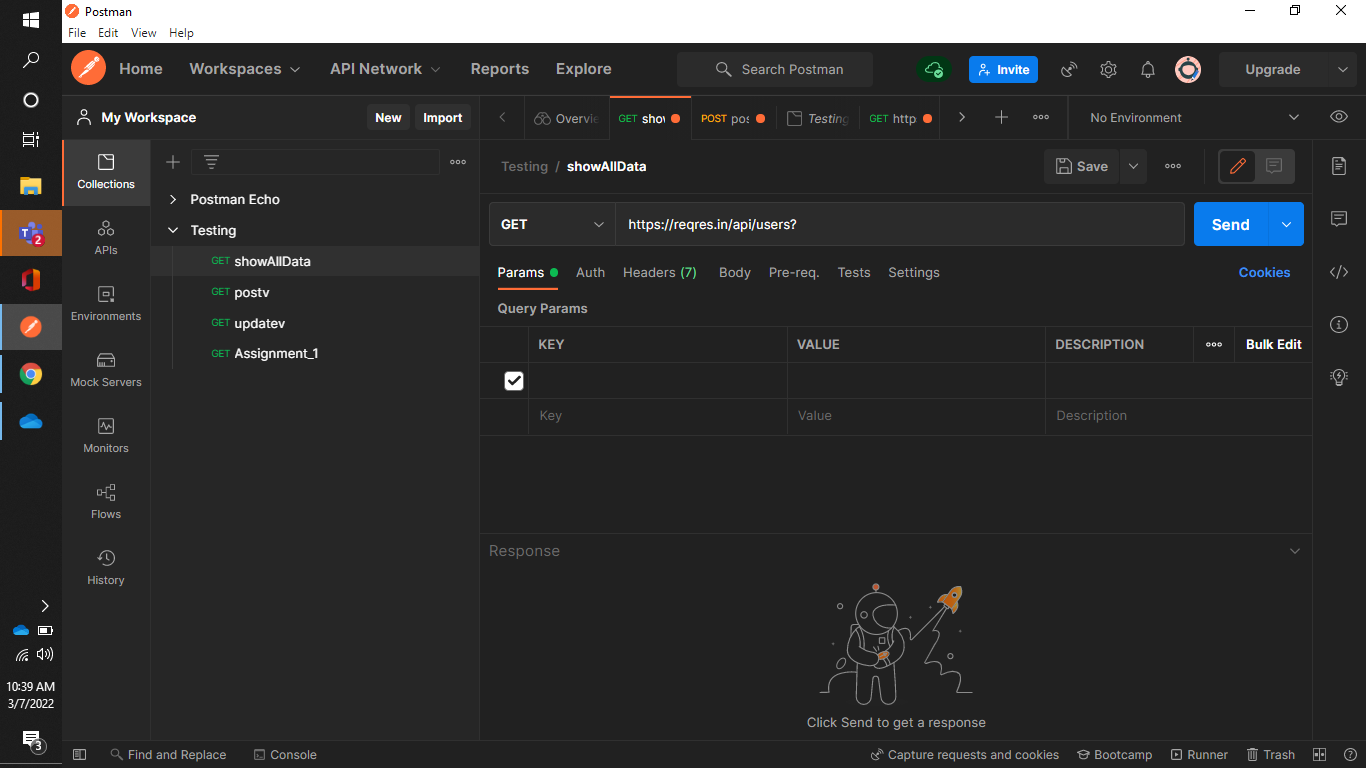 Postman
File Edit View Help
Home Workspaces API Network Reports Explore Search Postman Invite Upgrade
My Workspace New Import
Overvie GET show POST pos Testing GET http No Environment
Collections
APIs
Environments
Mock Servers
Monitors
Flows
History
Postman Echo
Testing
GET showAllData
GET postv
GET updatev
GET Assignment_1
Testing / showAllData Save
GET https://reqres.in/api/users? Send
Params Auth Headers (7) Body Pre-req. Tests Settings Cookies
Query Params
KEY VALUE DESCRIPTION Bulk Edit
Key Value Description
Response
Click Send to get a response
2
10:39 AM
3/7/2022
3
Find and Replace Console Capture requests and cookies Bootcamp Runner Trash